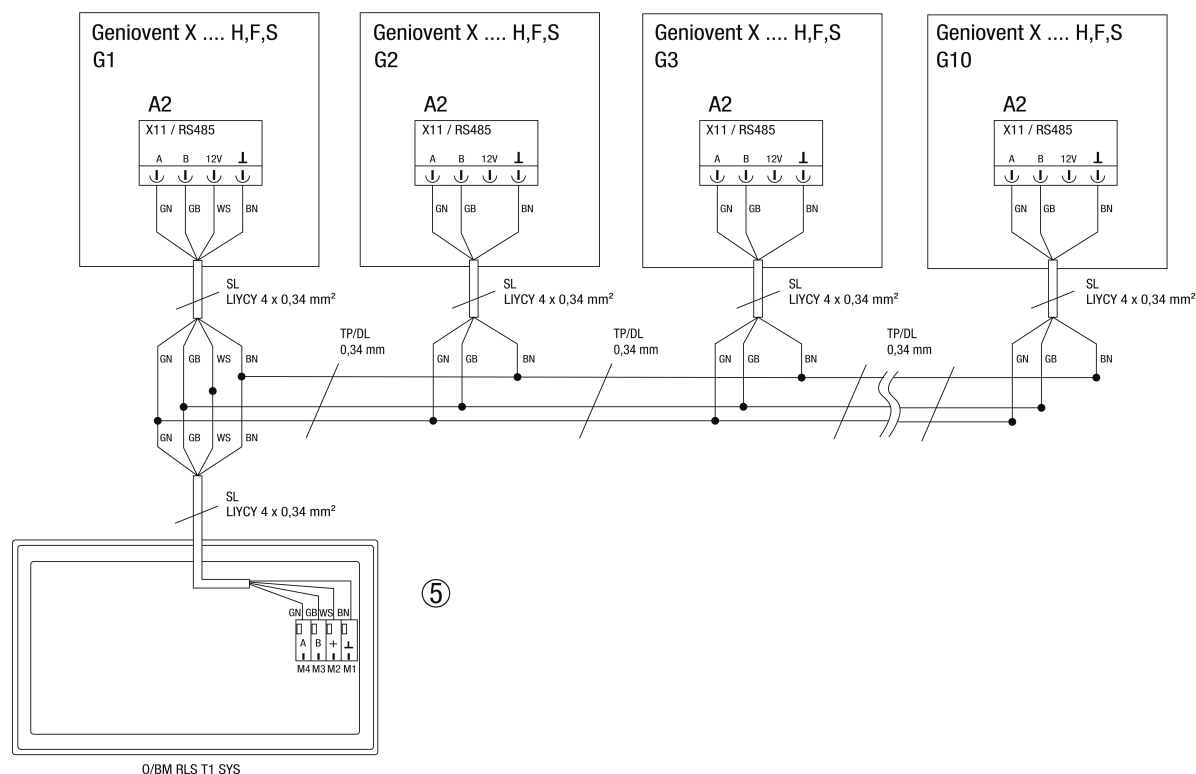 Geniovent X .... H,F,S
G1
A2
X11 / RS485
A B 12V ⊥
GN GB WS BN
SL
LIYCY 4 x 0,34 mm²
GN GB WS BN
GN GB WS BN
Geniovent X .... H,F,S
G2
A2
X11 / RS485
A B 12V ⊥
GN GB BN
SL
LIYCY 4 x 0,34 mm²
GN GB BN
Geniovent X .... H,F,S
G3
A2
X11 / RS485
A B 12V ⊥
GN GB BN
SL
LIYCY 4 x 0,34 mm²
GN GB BN
Geniovent X .... H,F,S
G10
A2
X11 / RS485
A B 12V ⊥
GN GB BN
SL
LIYCY 4 x 0,34 mm²
GN GB BN
TP/DL
0,34 mm
TP/DL
0,34 mm
TP/DL
0,34 mm
SL
LIYCY 4 x 0,34 mm²
⑤
GN GB WS BN
A B + ⊥
M4 M3 M2 M1
O/BM RLS T1 SYS